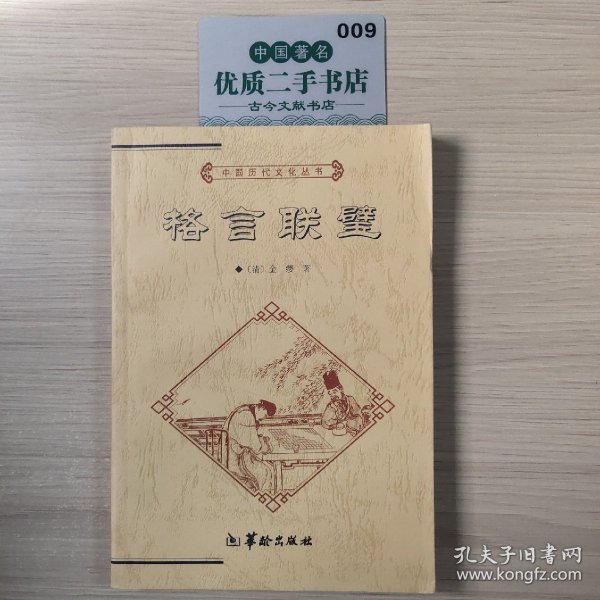 009
中国著名
优质二手书店
古今文献书店
中国历代文化丛书
格言联璧
◆〔清〕金缨 著
华龄出版社
孔夫子旧书网
www.kongfz.com